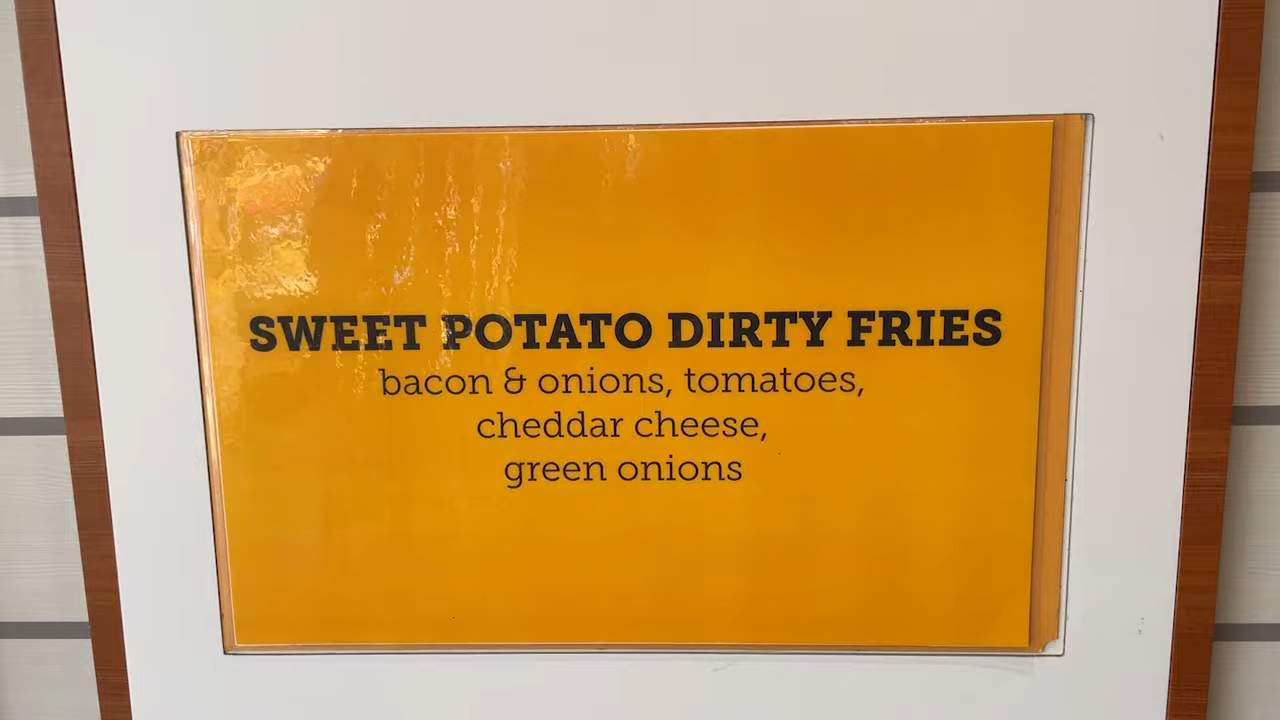 SWEET POTATO DIRTY FRIES
bacon & onions, tomatoes,
cheddar cheese,
green onions